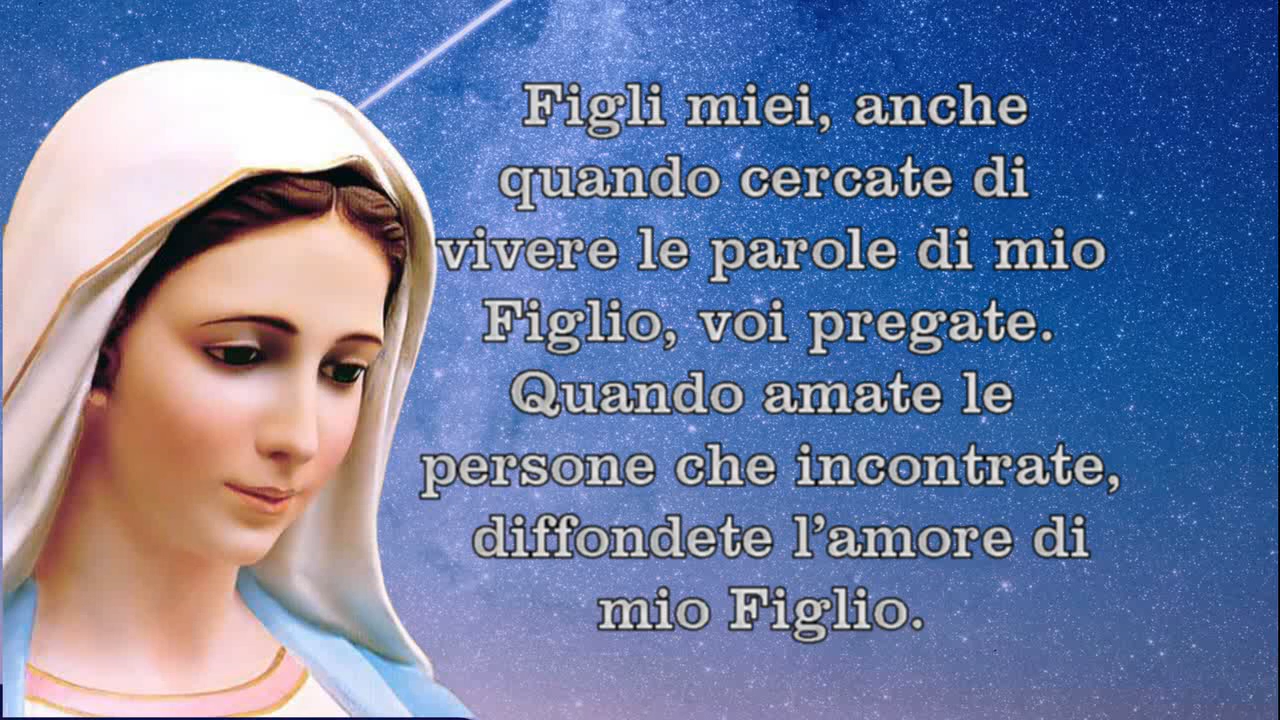 Figli miei, anche
quando cercate di
vivere le parole di mio
Figlio, voi pregate.
Quando amate le
persone che incontrate,
diffondete l’amore di
mio Figlio.